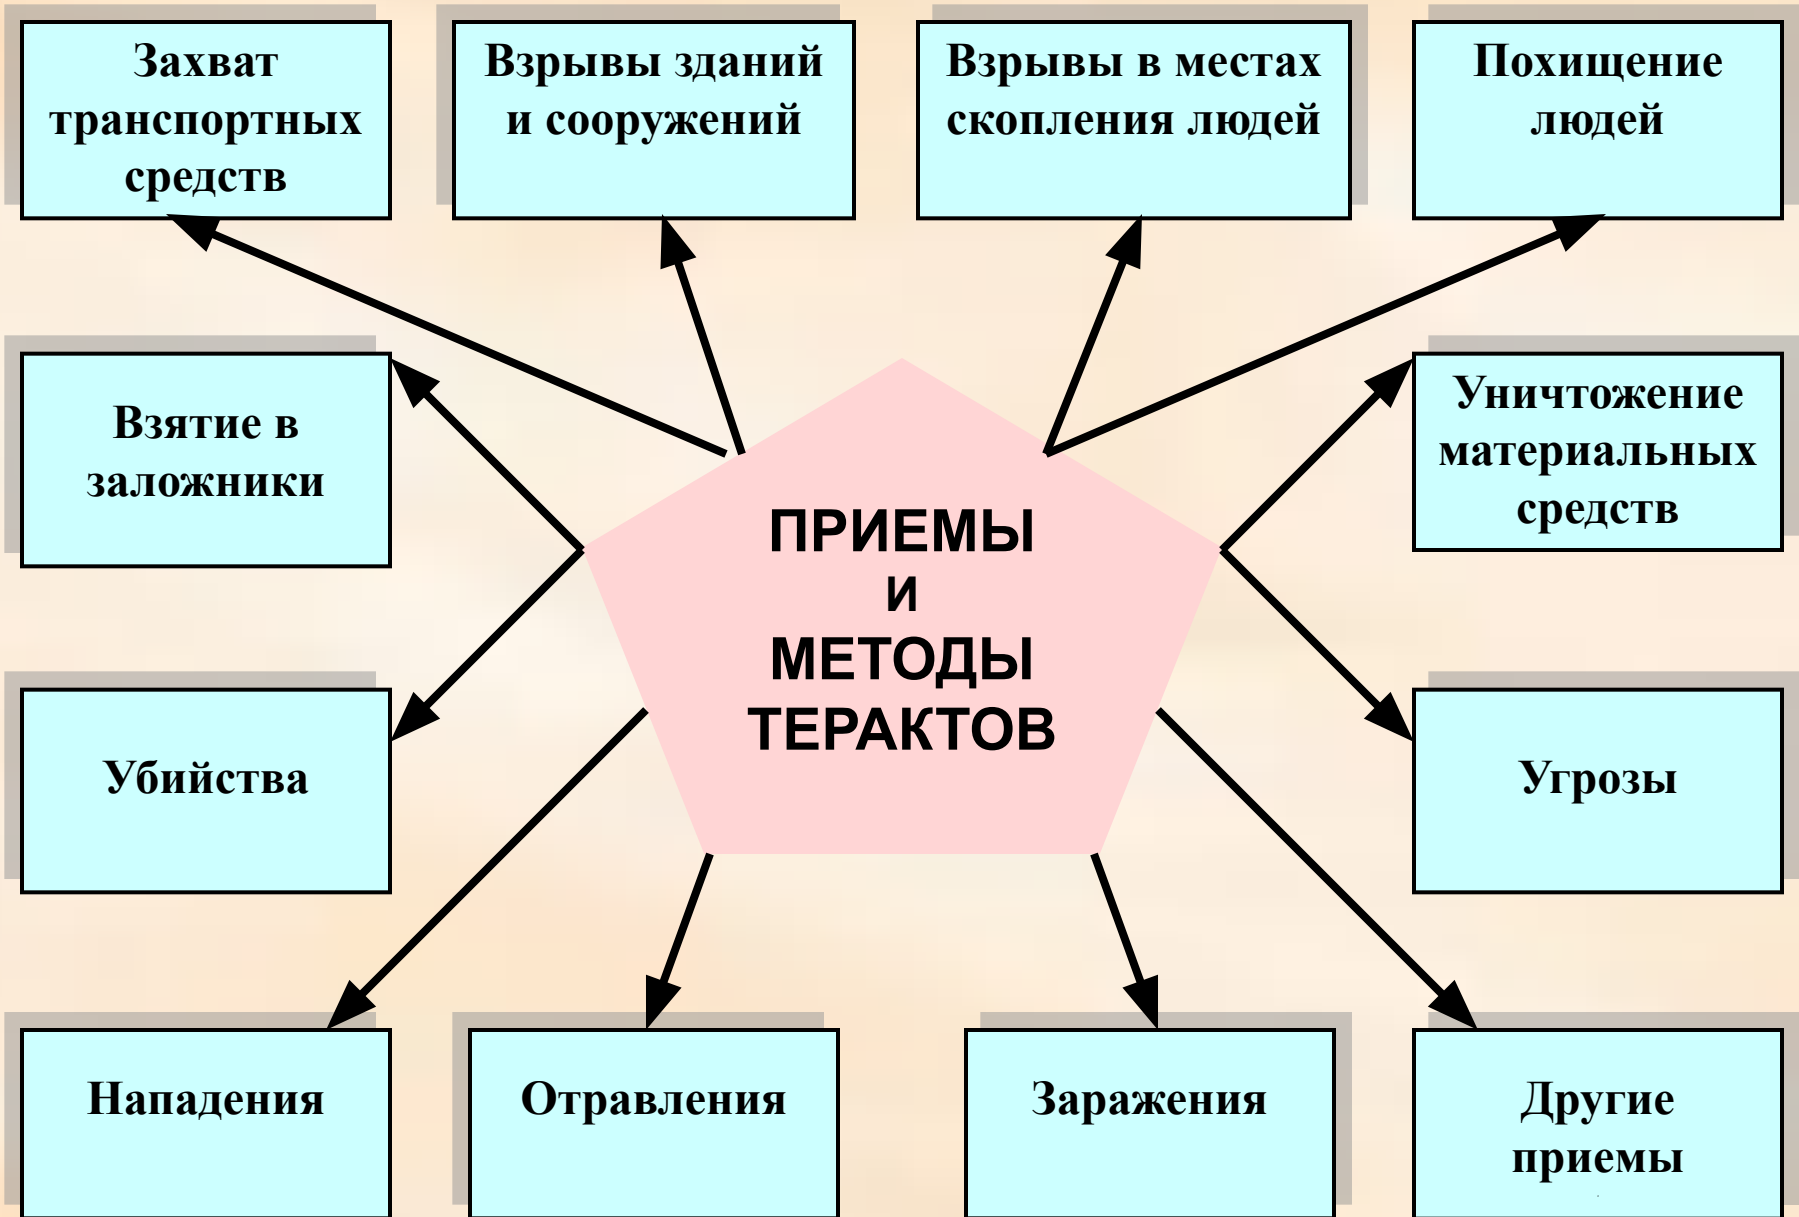 Захват
транспортных
средств
Взрывы зданий
и сооружений
Взрывы в местах
скопления людей
Похищение
людей
Взятие в
заложники
Уничтожение
материальных
средств
ПРИЕМЫ
И
МЕТОДЫ
ТЕРАКТОВ
Убийства
Угрозы
Нападения
Отравления
Заражения
Другие
приемы